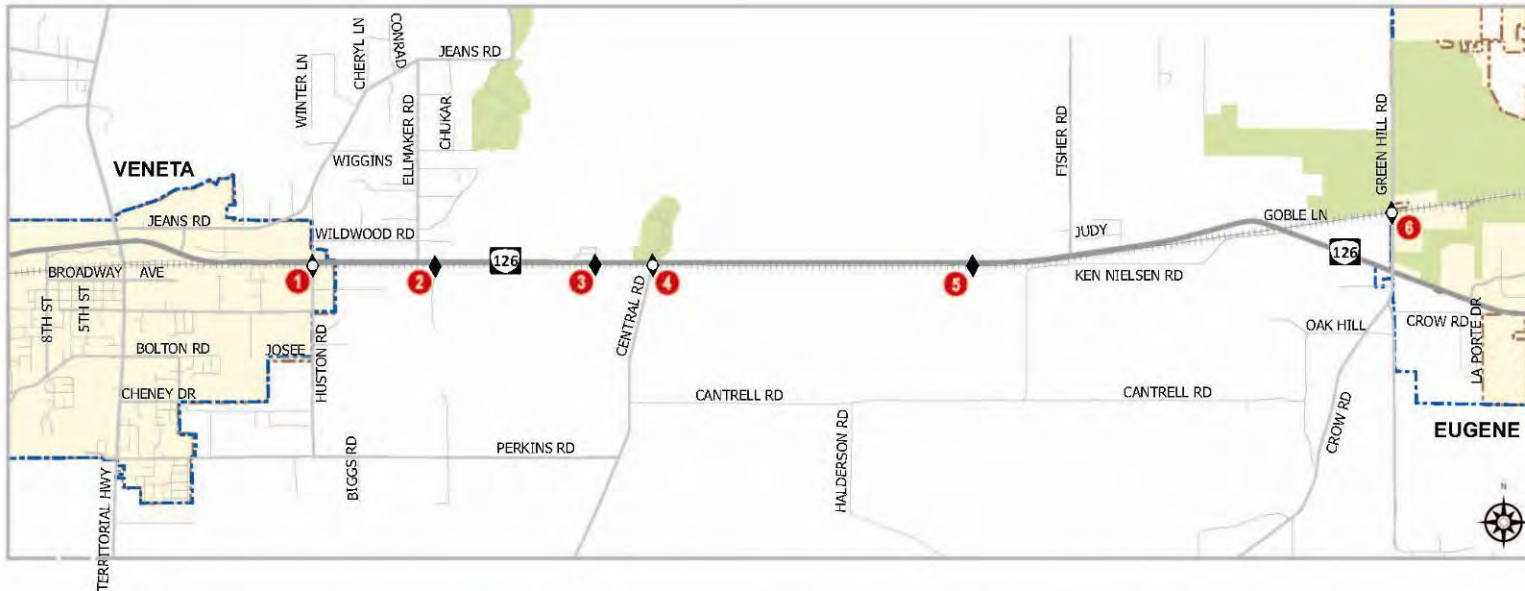 CONRAD
CHERYL LN
JEANS RD
WINTER LN
CHUKAR
ELLMAKER RD
FISHER RD
GREEN HILL RD
WIGGINS
VENETA
JEANS RD
WILDWOOD RD
GOBLE LN
JUDY
6
126
126
BROADWAY AVE
1
2
3
4
5
KEN NIELSEN RD
8TH ST
5TH ST
CENTRAL RD
OAK HILL
CROW RD
LA PORTE DR
BOLTON RD
JOSEE
HUSTON RD
CHENEY DR
CANTRELL RD
CANTRELL RD
CROW RD
EUGENE
PERKINS RD
BIGGS RD
HALDERSON RD
N
TERRITORIAL HWY